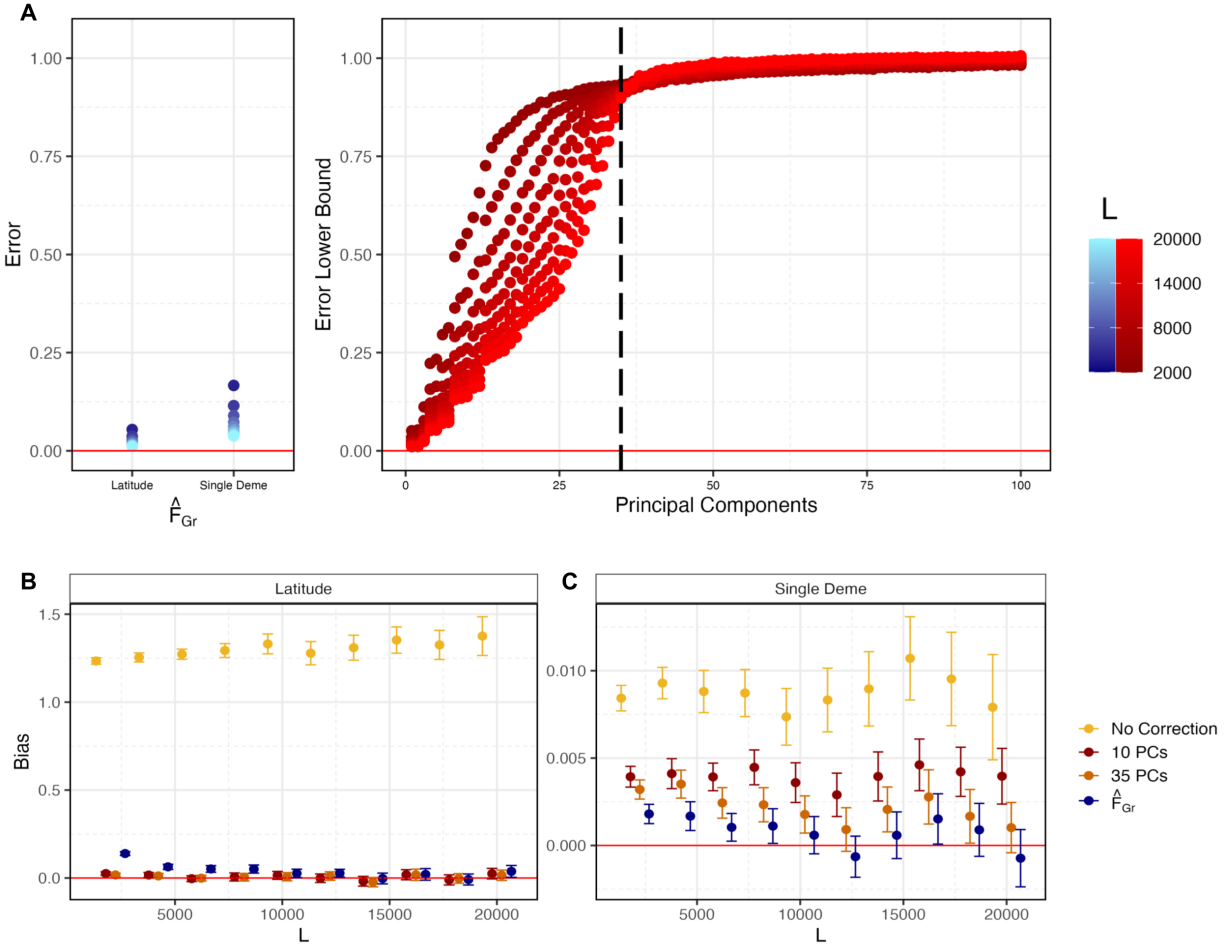 A
Error
1.00
0.75
0.50
0.25
0.00
Latitude
Single Deme
F̂Gr
Error Lower Bound
1.00
0.75
0.50
0.25
0.00
0
25
50
75
100
Principal Components
L
20000
14000
8000
2000
B
Latitude
Bias
1.5
1.0
0.5
0.0
5000
10000
15000
20000
L
C
Single Deme
0.010
0.005
0.000
5000
10000
15000
20000
L
No Correction
10 PCs
35 PCs
F̂Gr